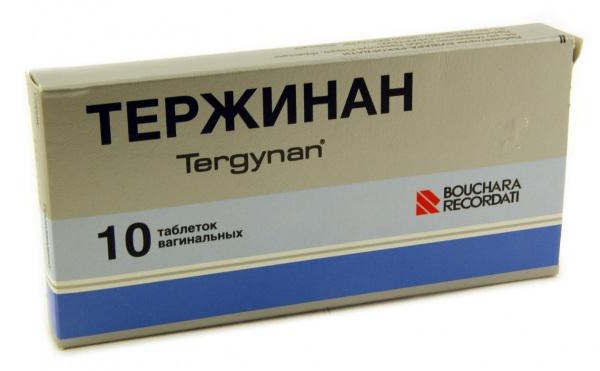 ТЕРЖИНАН
Tergynan®
BOUCHARA
RECORDATI
10 таблеток
вагинальных